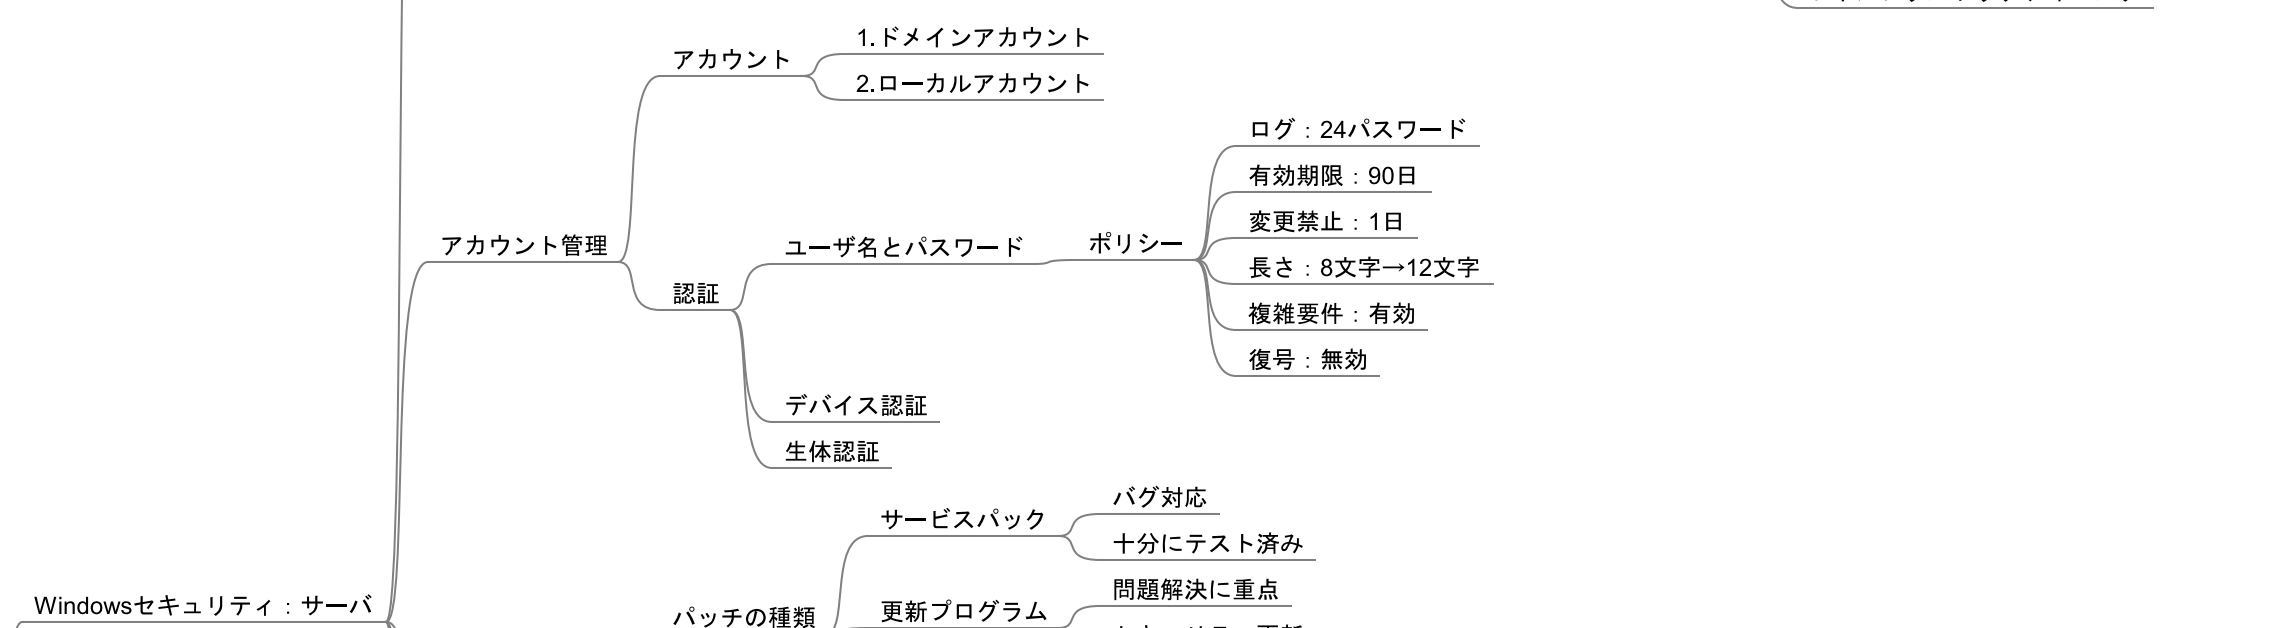 アカウント
1.ドメインアカウント
2.ローカルアカウント
アカウント管理
認証
ユーザ名とパスワード
ポリシー
ログ：24パスワード
有効期限：90日
変更禁止：1日
長さ：8文字→12文字
複雑要件：有効
復号：無効
デバイス認証
生体認証
Windowsセキュリティ：サーバ
パッチの種類
サービスパック
バグ対応
十分にテスト済み
更新プログラム
問題解決に重点